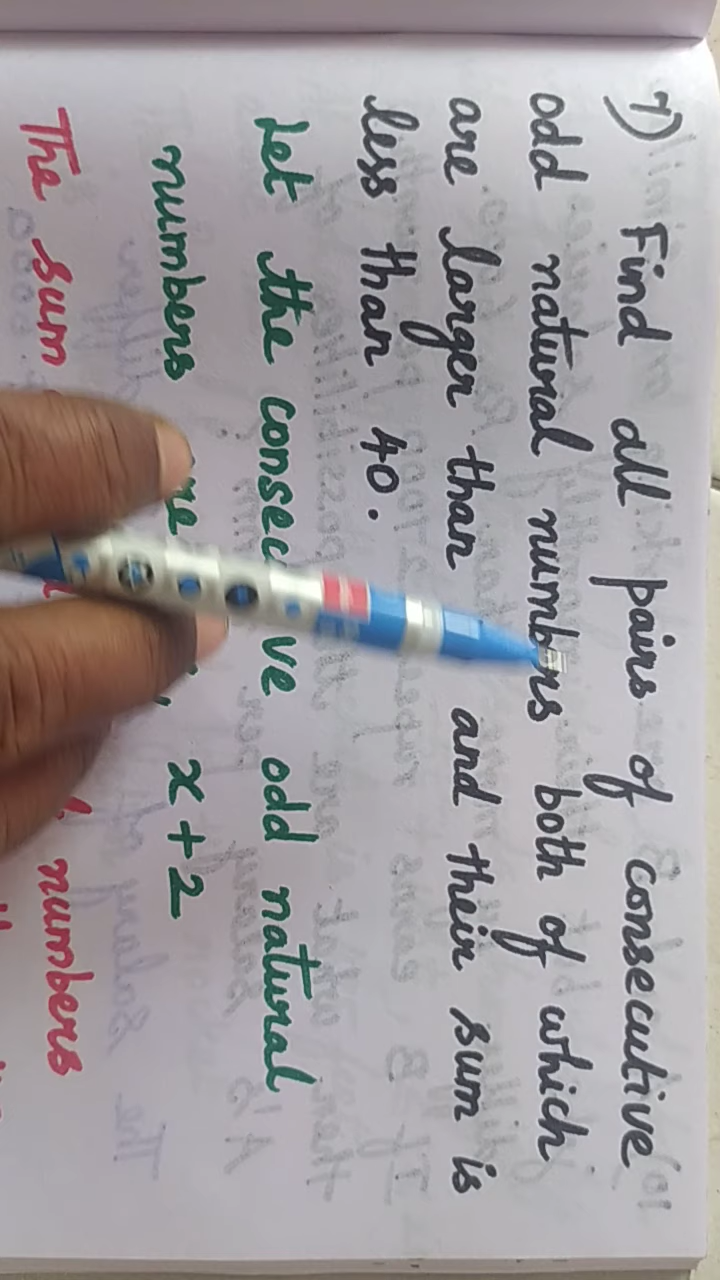 7) Find all pairs of consecutive
odd natural numbers both of which
are larger than and their sum is
less than 40.
Let the consec ve odd natural
numbers x+2
The sum numbers